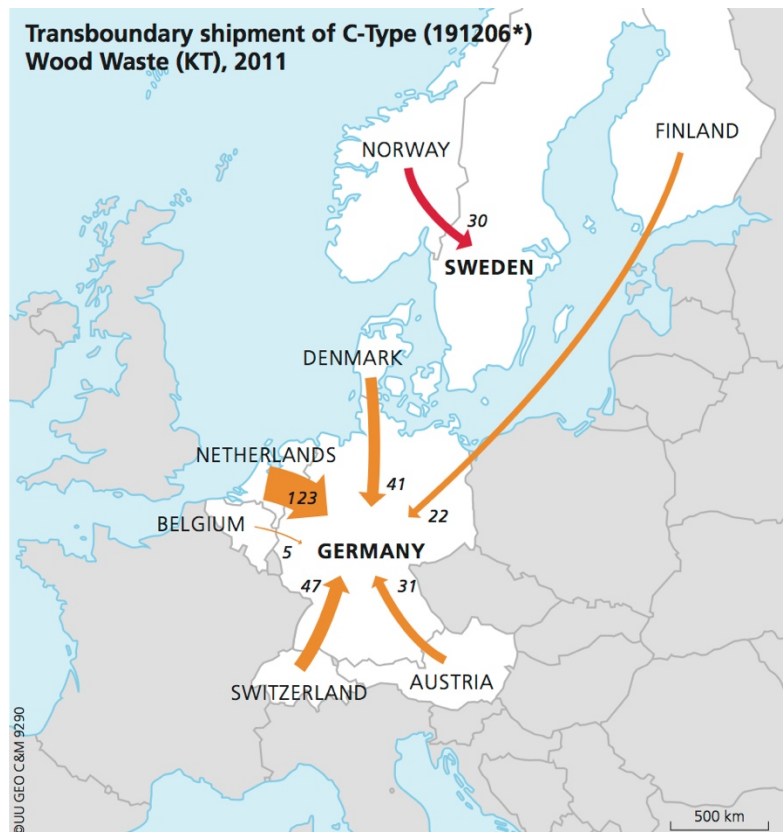 Transboundary shipment of C-Type (191206*)
Wood Waste (KT), 2011
FINLAND
NORWAY
30
SWEDEN
DENMARK
NETHERLANDS
123
41
22
BELGIUM
5
GERMANY
47
31
SWITZERLAND
AUSTRIA
©UU GEO C&M 9290
500 km